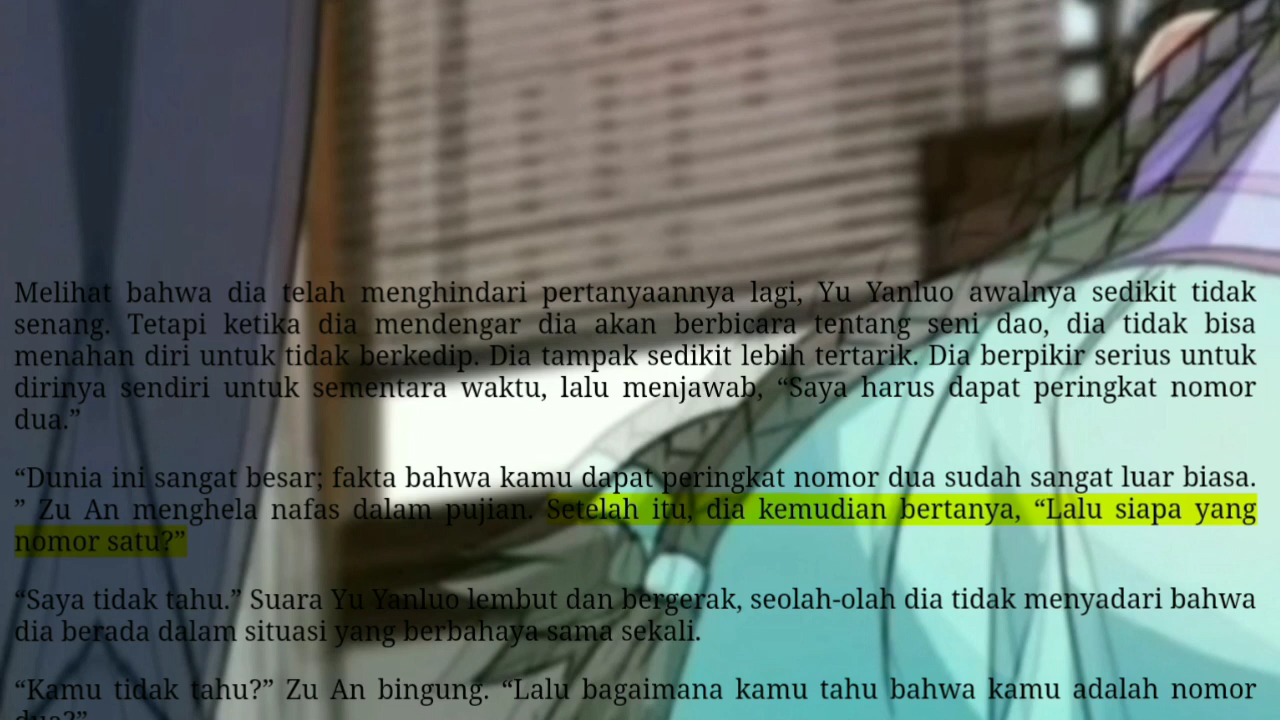 Melihat bahwa dia telah menghindari pertanyaannya lagi, Yu Yanluo awalnya sedikit tidak
senang. Tetapi ketika dia mendengar dia akan berbicara tentang seni dao, dia tidak bisa
menahan diri untuk tidak berkedip. Dia tampak sedikit lebih tertarik. Dia berpikir serius untuk
dirinya sendiri untuk sementara waktu, lalu menjawab, “Saya harus dapat peringkat nomor
dua.”
“Dunia ini sangat besar; fakta bahwa kamu dapat peringkat nomor dua sudah sangat luar biasa.
” Zu An menghela nafas dalam pujian. Setelah itu, dia kemudian bertanya, “Lalu siapa yang
nomor satu?”
“Saya tidak tahu.” Suara Yu Yanluo lembut dan bergerak, seolah-olah dia tidak menyadari bahwa
dia berada dalam situasi yang berbahaya sama sekali.
“Kamu tidak tahu?” Zu An bingung. “Lalu bagaimana kamu tahu bahwa kamu adalah nomor
dua?”